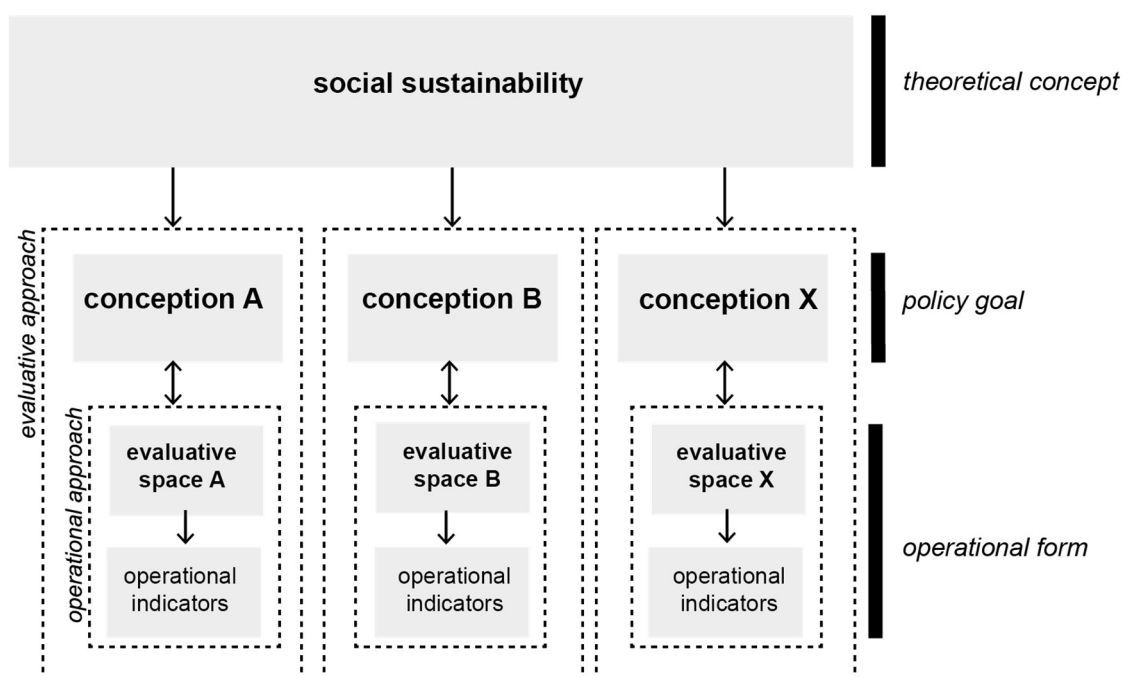 social sustainability
theoretical concept
evaluative approach
conception A
conception B
conception X
policy goal
operational approach
evaluative
space A
evaluative
space B
evaluative
space X
operational
indicators
operational
indicators
operational
indicators
operational form